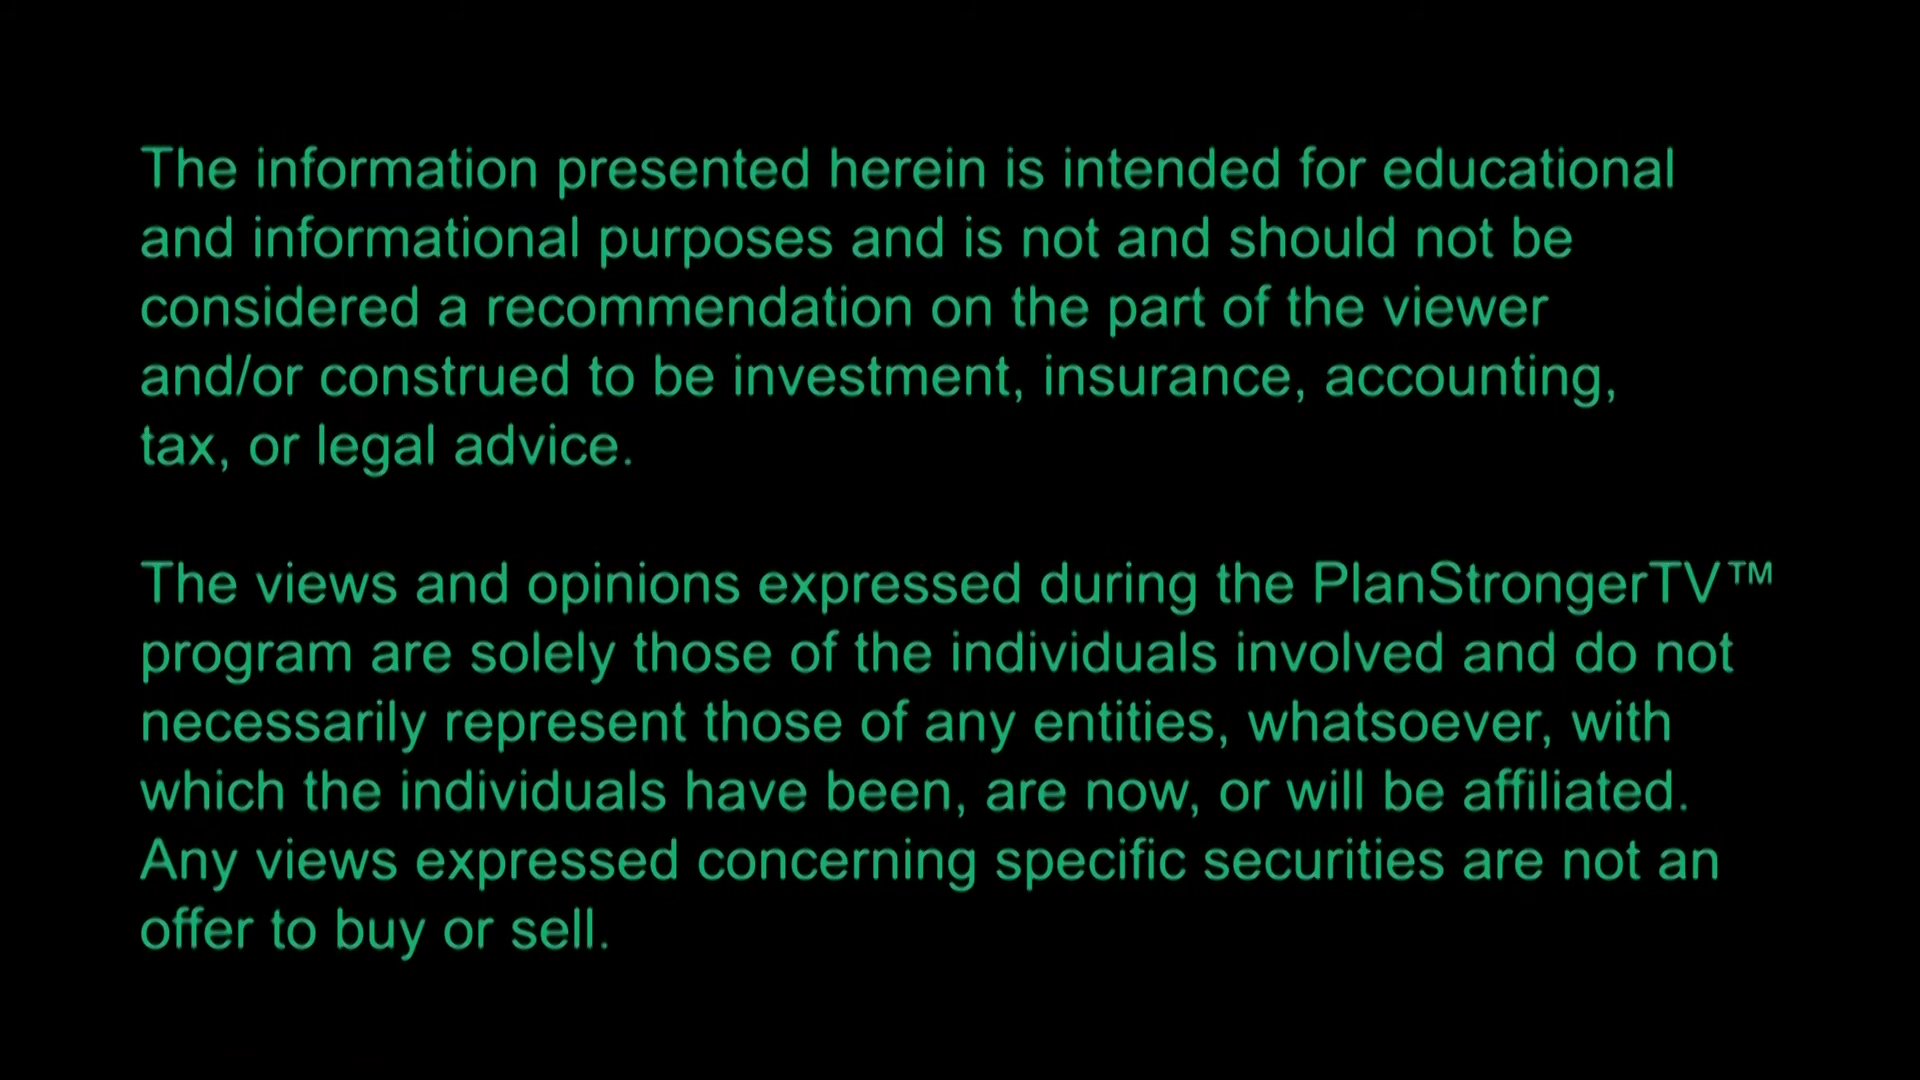 The information presented herein is intended for educational
and informational purposes and is not and should not be
considered a recommendation on the part of the viewer
and/or construed to be investment, insurance, accounting,
tax, or legal advice.
The views and opinions expressed during the PlanStrongerTV™
program are solely those of the individuals involved and do not
necessarily represent those of any entities, whatsoever, with
which the individuals have been, are now, or will be affiliated.
Any views expressed concerning specific securities are not an
offer to buy or sell.